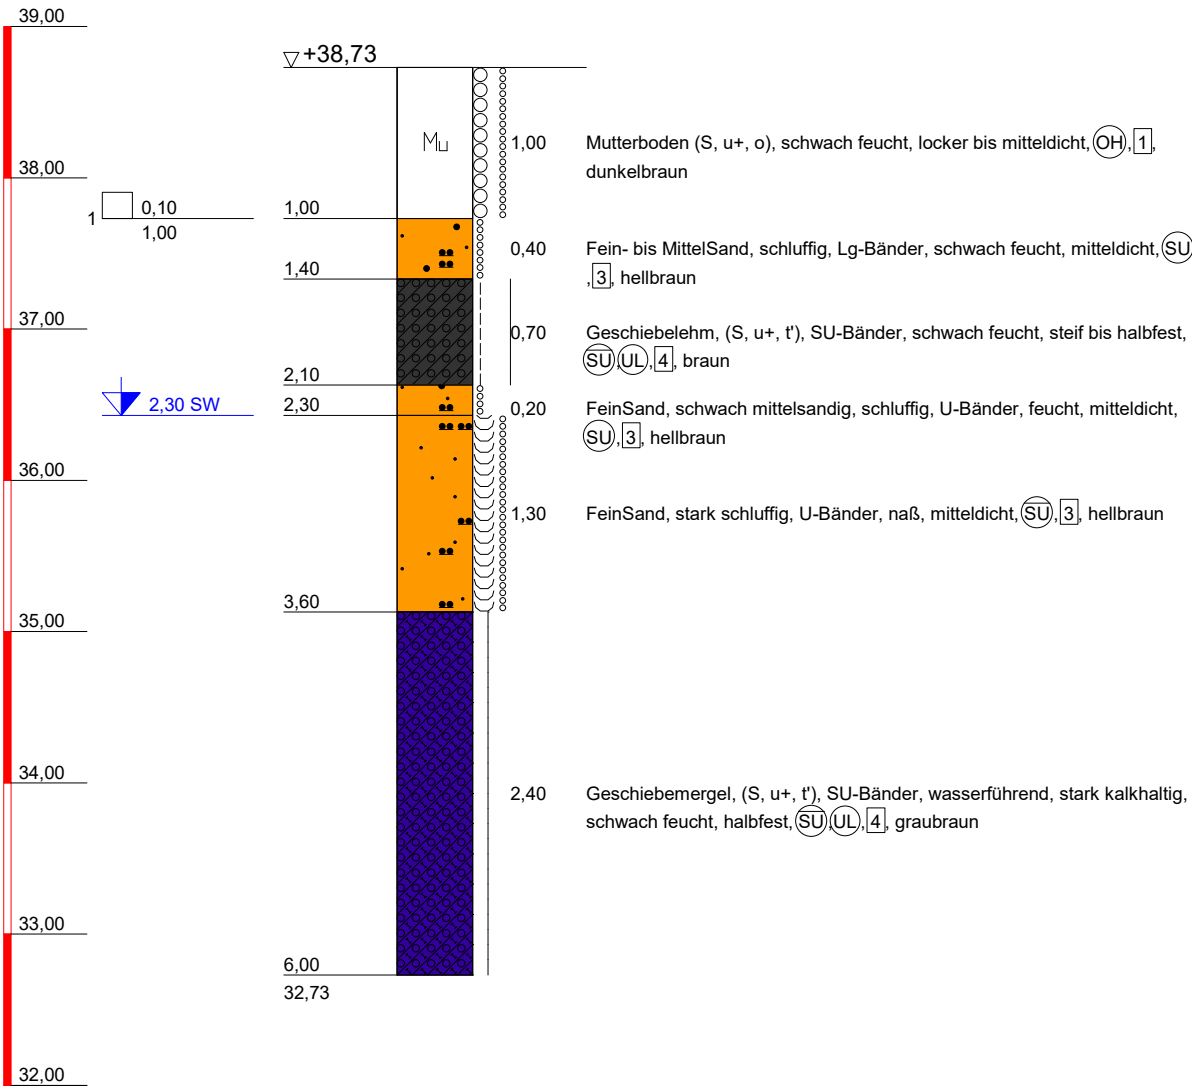 39,00
+38,73
Mu
1,00 Mutterboden (S, u+, o), schwach feucht, locker bis mitteldicht, OH, 1,
dunkelbraun
38,00
1 0,10
1,00
1,00
0,40 Fein- bis MittelSand, schluffig, Lg-Bänder, schwach feucht, mitteldicht, SU
, 3, hellbraun
1,40
37,00
0,70 Geschiebelehm, (S, u+, t'), SU-Bänder, schwach feucht, steif bis halbfest,
S̅U̅, UL, 4, braun
2,10
2,30 SW
2,30
0,20 FeinSand, schwach mittelsandig, schluffig, U-Bänder, feucht, mitteldicht,
SU, 3, hellbraun
36,00
1,30 FeinSand, stark schluffig, U-Bänder, naß, mitteldicht, S̅U̅, 3, hellbraun
3,60
35,00
34,00
2,40 Geschiebemergel, (S, u+, t'), SU-Bänder, wasserführend, stark kalkhaltig,
schwach feucht, halbfest, S̅U̅, UL, 4, graubraun
33,00
6,00
32,73
32,00